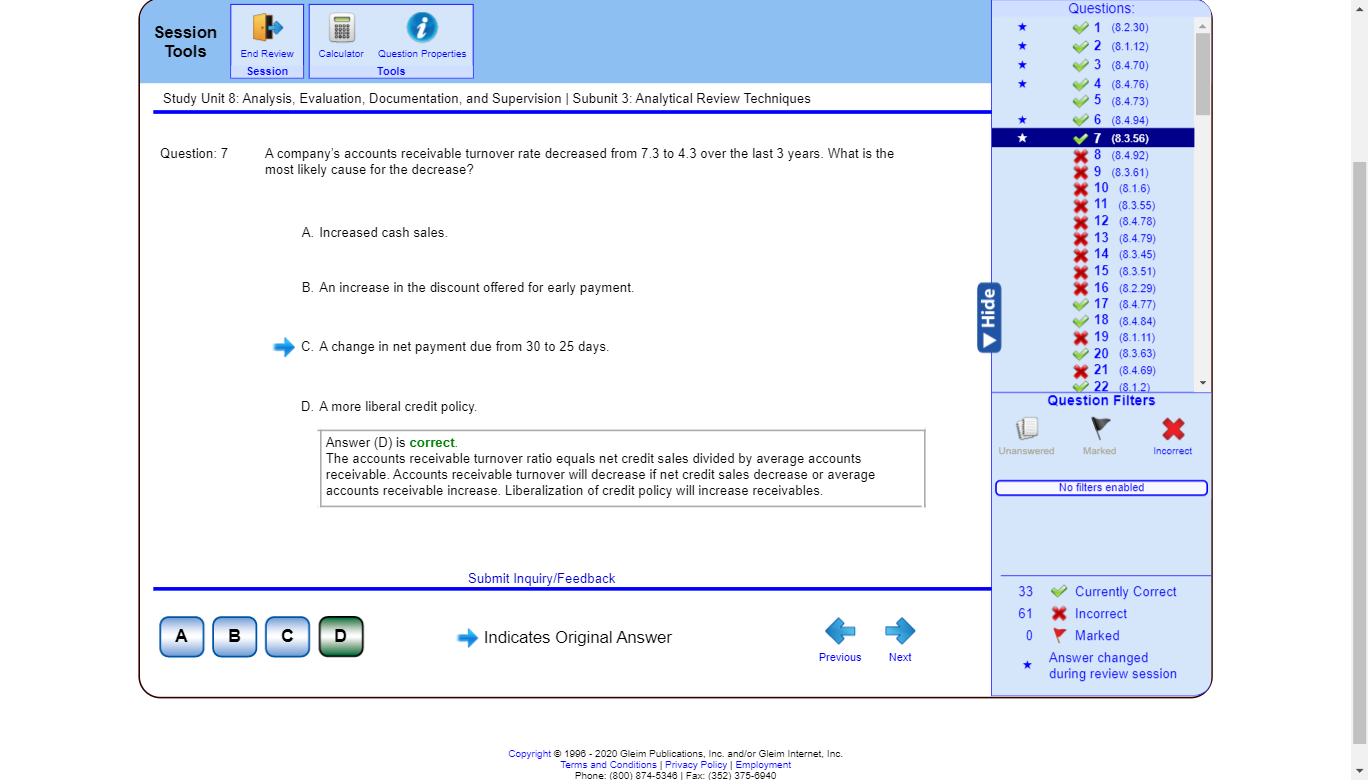 Session
Tools
End Review
Session
Calculator
Question Properties
Tools
Study Unit 8: Analysis, Evaluation, Documentation, and Supervision | Subunit 3: Analytical Review Techniques
Question: 7
A company's accounts receivable turnover rate decreased from 7.3 to 4.3 over the last 3 years. What is the
most likely cause for the decrease?
A. Increased cash sales.
B. An increase in the discount offered for early payment.
C. A change in net payment due from 30 to 25 days.
D. A more liberal credit policy.
Answer (D) is correct.
The accounts receivable turnover ratio equals net credit sales divided by average accounts
receivable. Accounts receivable turnover will decrease if net credit sales decrease or average
accounts receivable increase. Liberalization of credit policy will increase receivables.
Submit Inquiry/Feedback
A
B
C
D
Indicates Original Answer
Previous
Next
Hide
Questions:
1 (8.2.30)
2 (8.1.12)
3 (8.4.70)
4 (8.4.76)
5 (8.4.73)
6 (8.4.94)
7 (8.3.56)
8 (8.4.92)
9 (8.3.61)
10 (8.1.6)
11 (8.3.55)
12 (8.4.78)
13 (8.4.79)
14 (8.3.45)
15 (8.3.51)
16 (8.2.29)
17 (8.4.77)
18 (8.4.84)
19 (8.1.11)
20 (8.3.63)
21 (8.4.69)
22 (8.1.2)
Question Filters
Unanswered
Marked
Incorrect
No filters enabled
33 Currently Correct
61 Incorrect
0 Marked
Answer changed
during review session
Copyright © 1996 - 2020 Gleim Publications, Inc. and/or Gleim Internet, Inc.
Terms and Conditions | Privacy Policy | Employment
Phone: (800) 874-5346 | Fax: (352) 375-6940